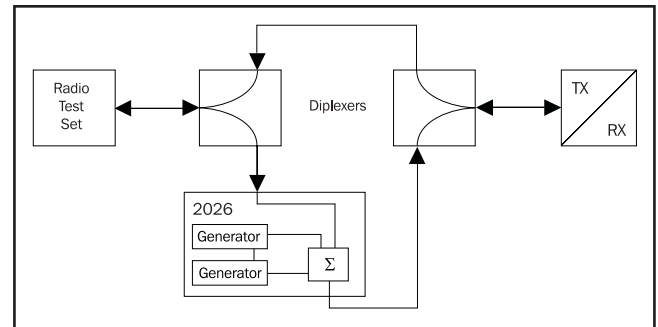 Radio
Test
Set
Diplexers
TX
RX
2026
Generator
Generator
Σ